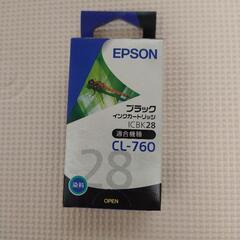 EPSON
ブラック
インクカートリッジ
ICBK28
適合機種
CL-760
28
染料
OPEN